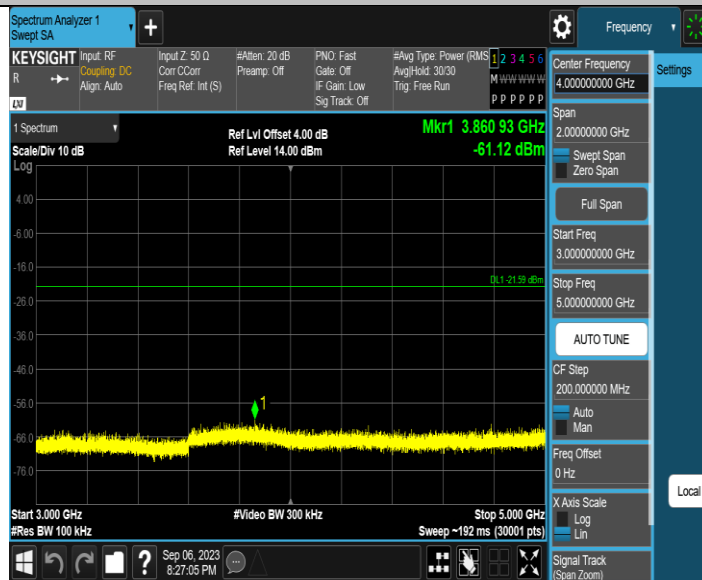 Spectrum Analyzer 1
Swept SA
+
Frequency
KEYSIGHT
R
LXI
Input: RF
Coupling: DC
Align: Auto
Input Z: 50 Ω
Corr CCorr
Freq Ref: Int (S)
#Atten: 20 dB
Preamp: Off
PNO: Fast
Gate: Off
IF Gain: Low
Sig Track: Off
#Avg Type: Power (RMS
Avg|Hold: 30/30
Trig: Free Run
1 2 3 4 5 6
M W W W W W
P P P P P P
1 Spectrum
Scale/Div 10 dB
Log
Ref Lvl Offset 4.00 dB
Ref Level 14.00 dBm
Mkr1 3.860 93 GHz
-61.12 dBm
4.00
-6.00
-16.0
-26.0
-36.0
-46.0
-56.0
-66.0
-76.0
DL1 -21.59 dBm
1
Start 3.000 GHz
#Res BW 100 kHz
#Video BW 300 kHz
Stop 5.000 GHz
Sweep ~192 ms (30001 pts)
?
Sep 06, 2023
8:27:05 PM
Center Frequency
4.000000000 GHz
Span
2.00000000 GHz
Swept Span
Zero Span
Full Span
Start Freq
3.000000000 GHz
Stop Freq
5.000000000 GHz
AUTO TUNE
CF Step
200.000000 MHz
Auto
Man
Freq Offset
0 Hz
X Axis Scale
Log
Lin
Signal Track
(Span Zoom)
Settings
Local